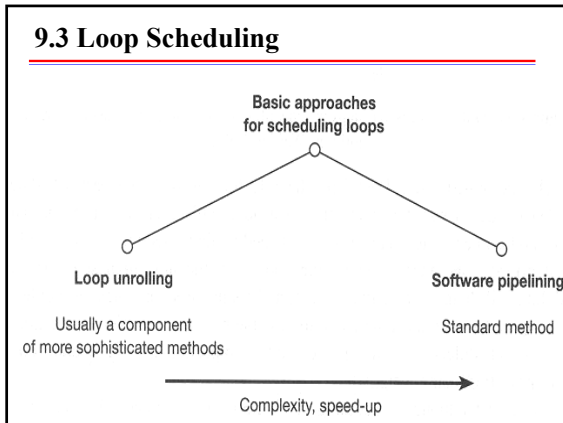 9.3 Loop Scheduling
Basic approaches
for scheduling loops
Loop unrolling
Software pipelining
Usually a component
of more sophisticated methods
Standard method
Complexity, speed-up